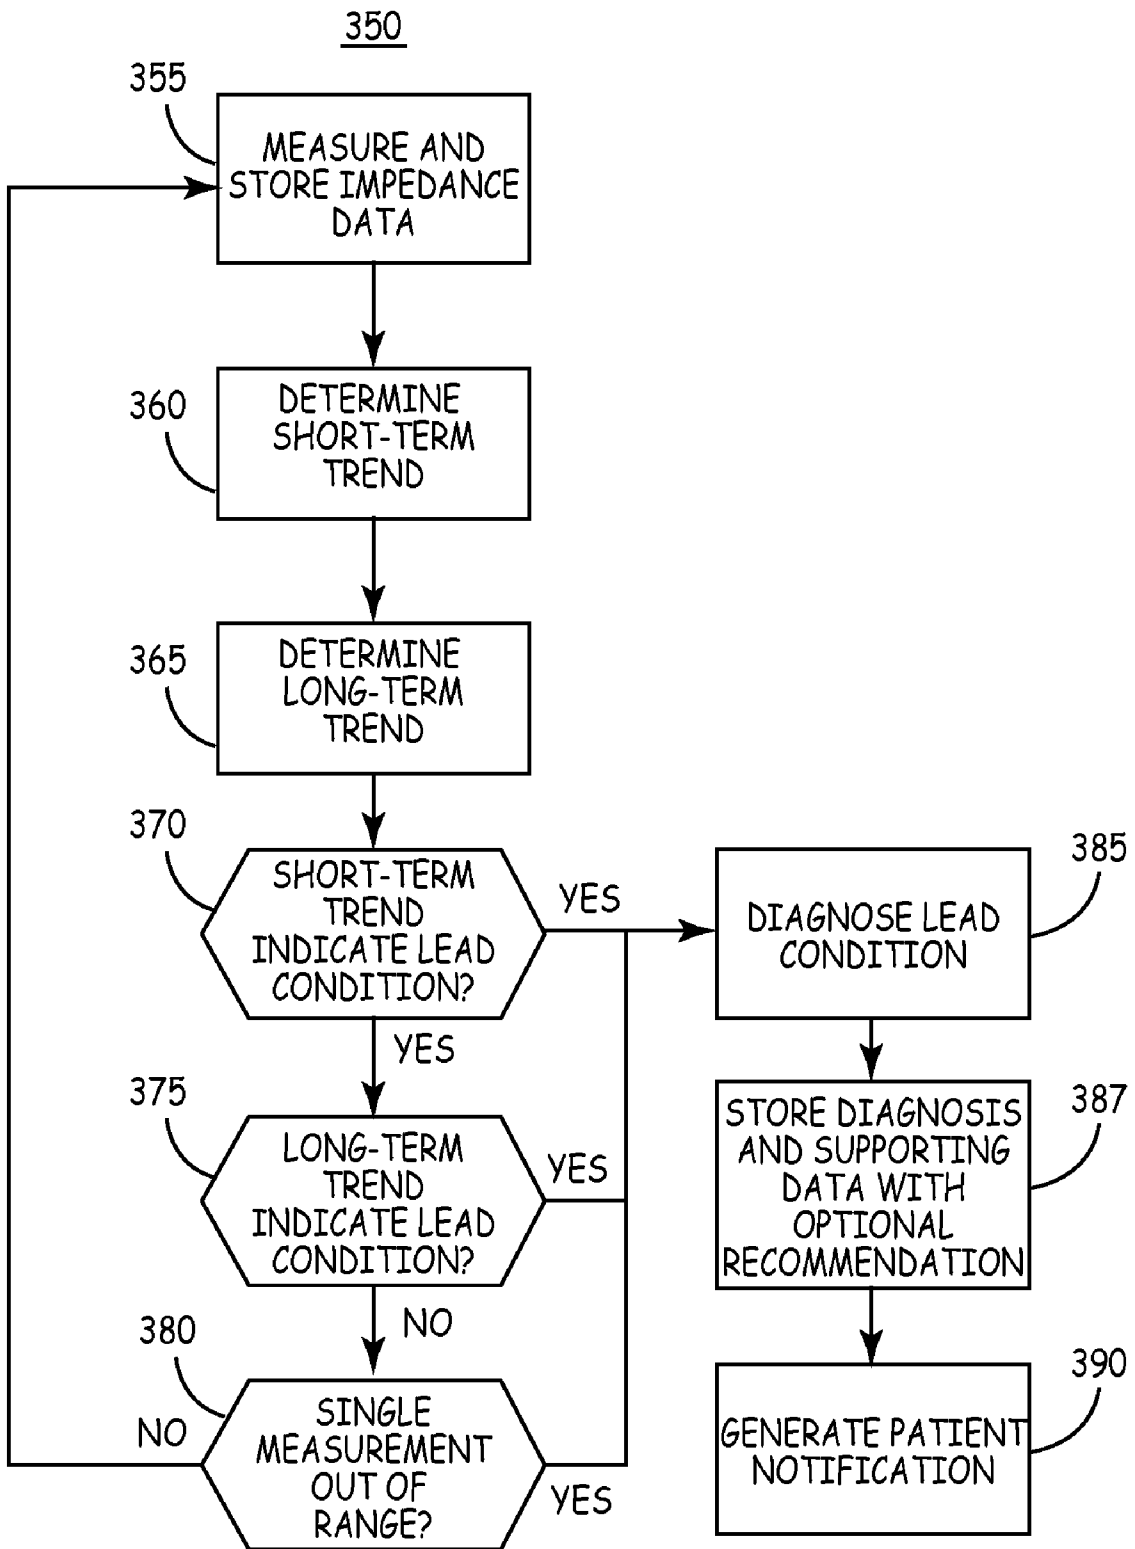 350
355
MEASURE AND
STORE IMPEDANCE
DATA
360
DETERMINE
SHORT-TERM
TREND
365
DETERMINE
LONG-TERM
TREND
370
SHORT-TERM
TREND
INDICATE LEAD
CONDITION?
YES
YES
375
LONG-TERM
TREND
INDICATE LEAD
CONDITION?
YES
NO
380
SINGLE
MEASUREMENT
OUT OF
RANGE?
NO
YES
385
DIAGNOSE LEAD
CONDITION
387
STORE DIAGNOSIS
AND SUPPORTING
DATA WITH
OPTIONAL
RECOMMENDATION
390
GENERATE PATIENT
NOTIFICATION